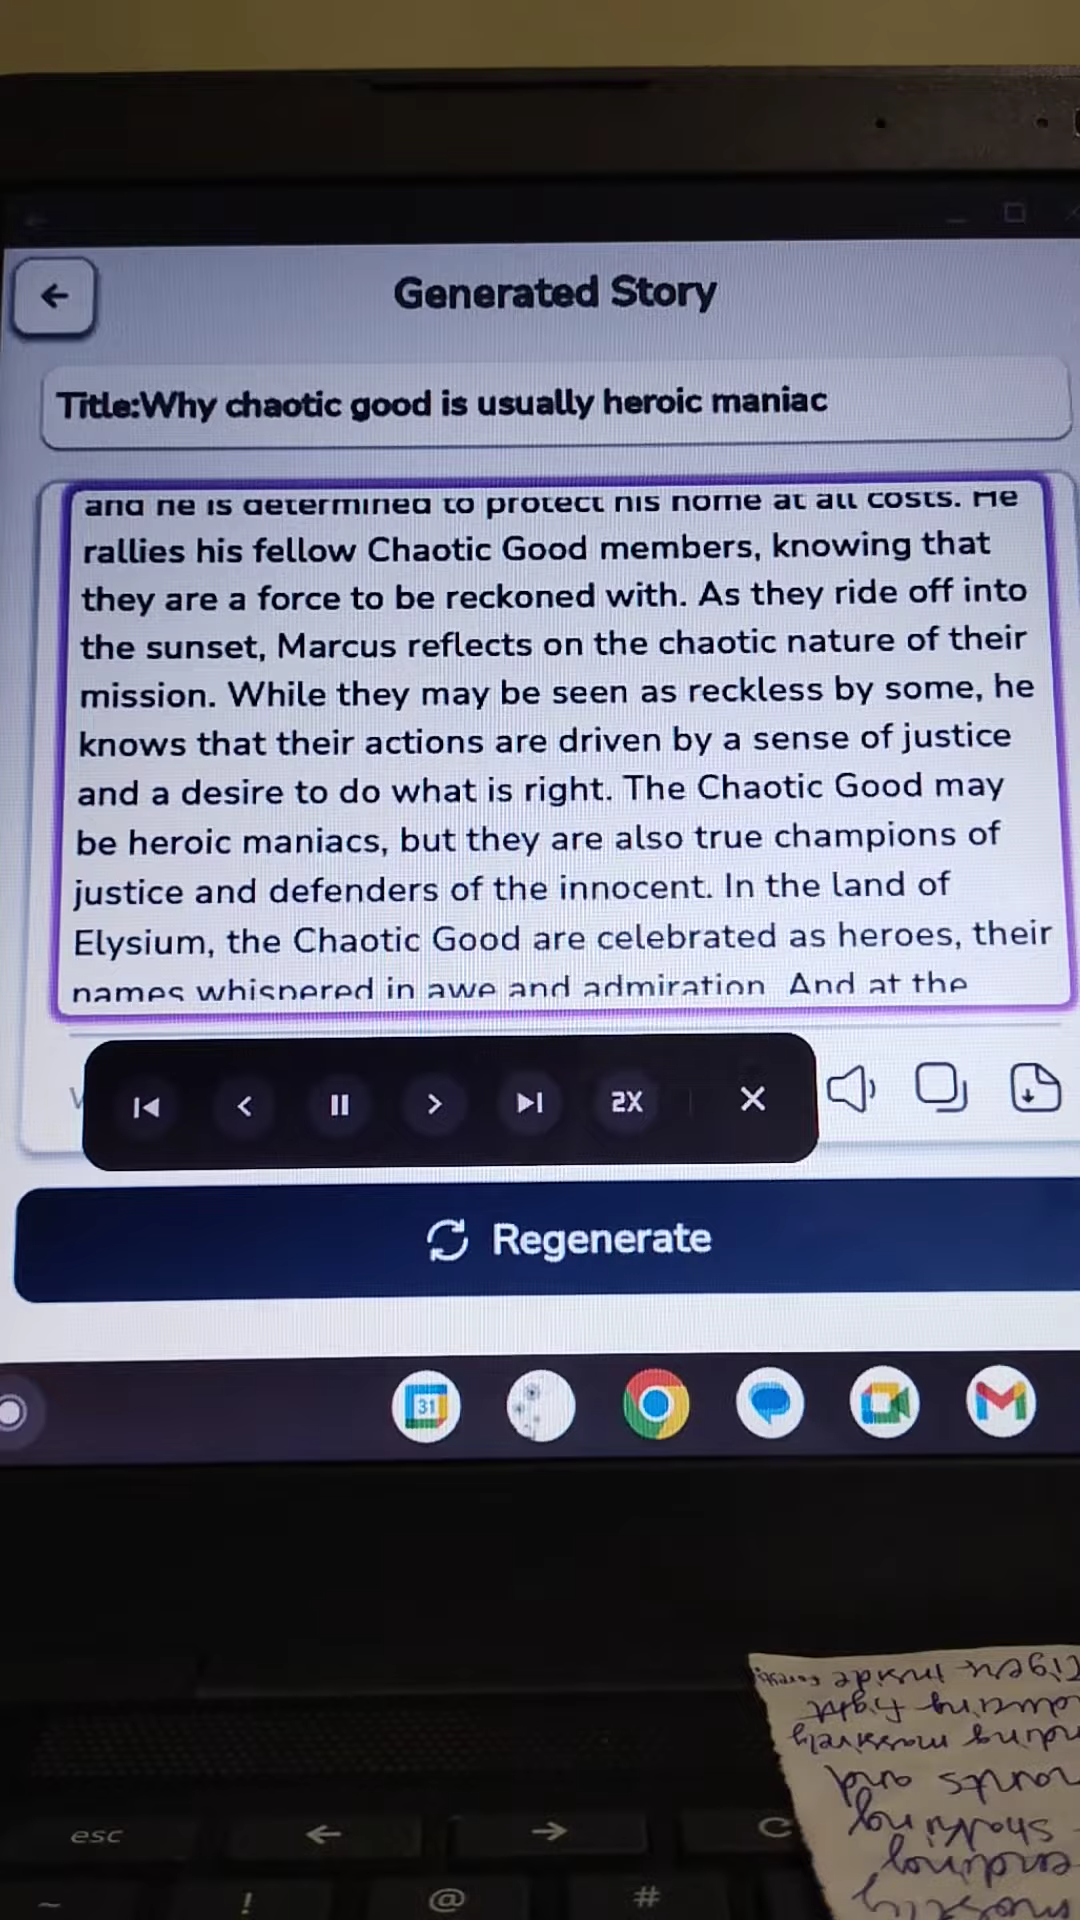 Generated Story
Title:Why chaotic good is usually heroic maniac
and he is determined to protect his home at all costs. He
rallies his fellow Chaotic Good members, knowing that
they are a force to be reckoned with. As they ride off into
the sunset, Marcus reflects on the chaotic nature of their
mission. While they may be seen as reckless by some, he
knows that their actions are driven by a sense of justice
and a desire to do what is right. The Chaotic Good may
be heroic maniacs, but they are also true champions of
justice and defenders of the innocent. In the land of
Elysium, the Chaotic Good are celebrated as heroes, their
names whispered in awe and admiration. And at the
2X
Regenerate
31
inside
fight
massively
and
shaking
esc
~ ! @ #